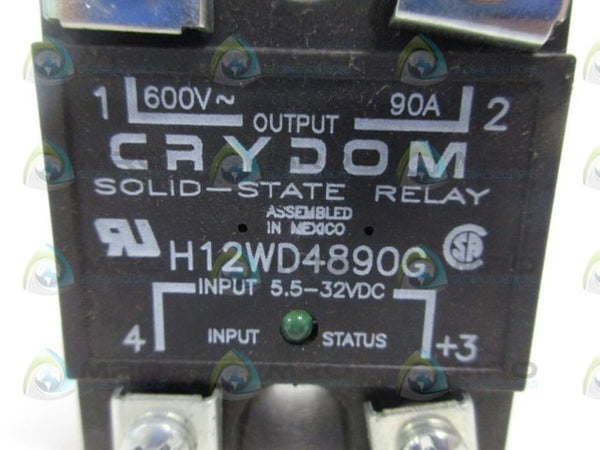 1 600V~ 90A 2
OUTPUT
CRYDOM
SOLID-STATE RELAY
ASSEMBLED
IN MEXICO
H12WD4890G
INPUT 5.5-32VDC
4 INPUT STATUS +3